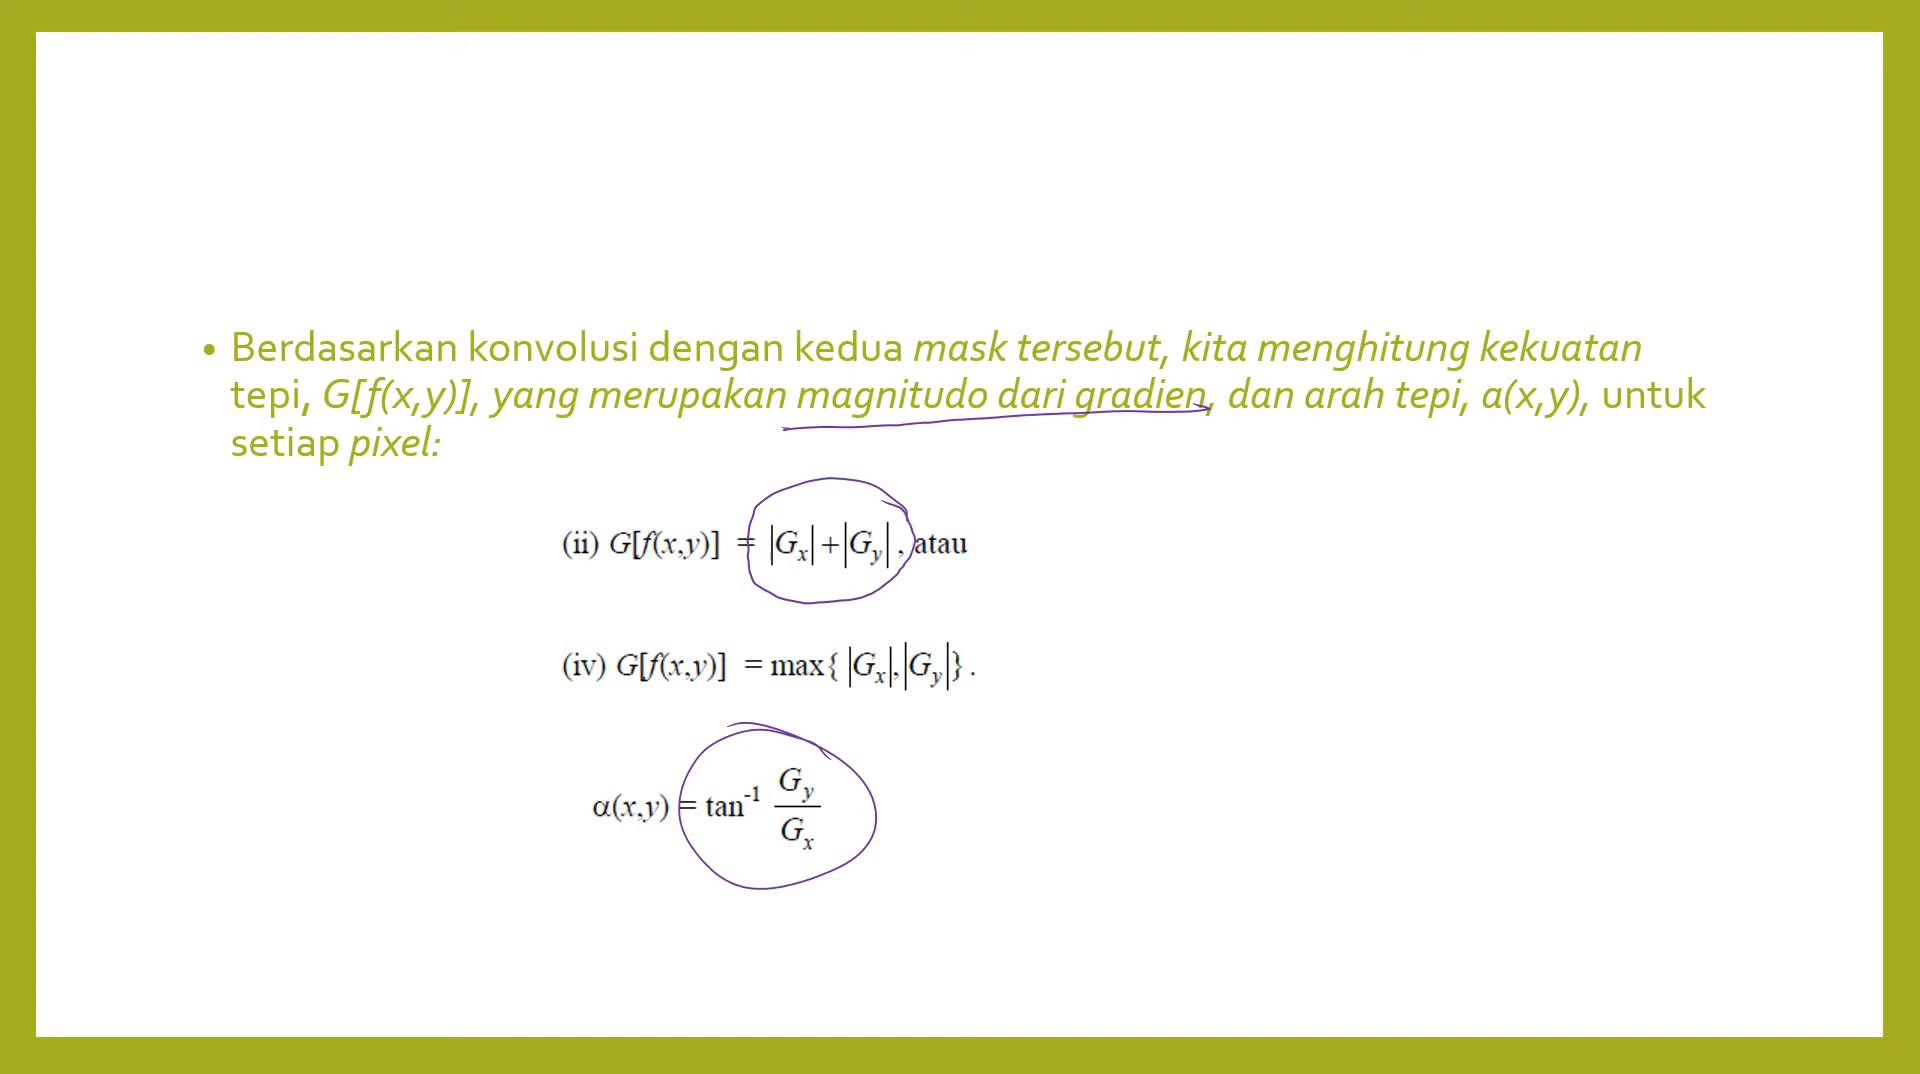 • Berdasarkan konvolusi dengan kedua mask tersebut, kita menghitung kekuatan
tepi, G[f(x,y)], yang merupakan magnitudo dari gradien, dan arah tepi, a(x,y), untuk
setiap pixel:
(ii) G[f(x,y)] = |Gx|+|Gy| , atau
(iv) G[f(x,y)] = max{ |Gx|,|Gy|} .
α(x,y) = tan⁻¹ Gy/Gx